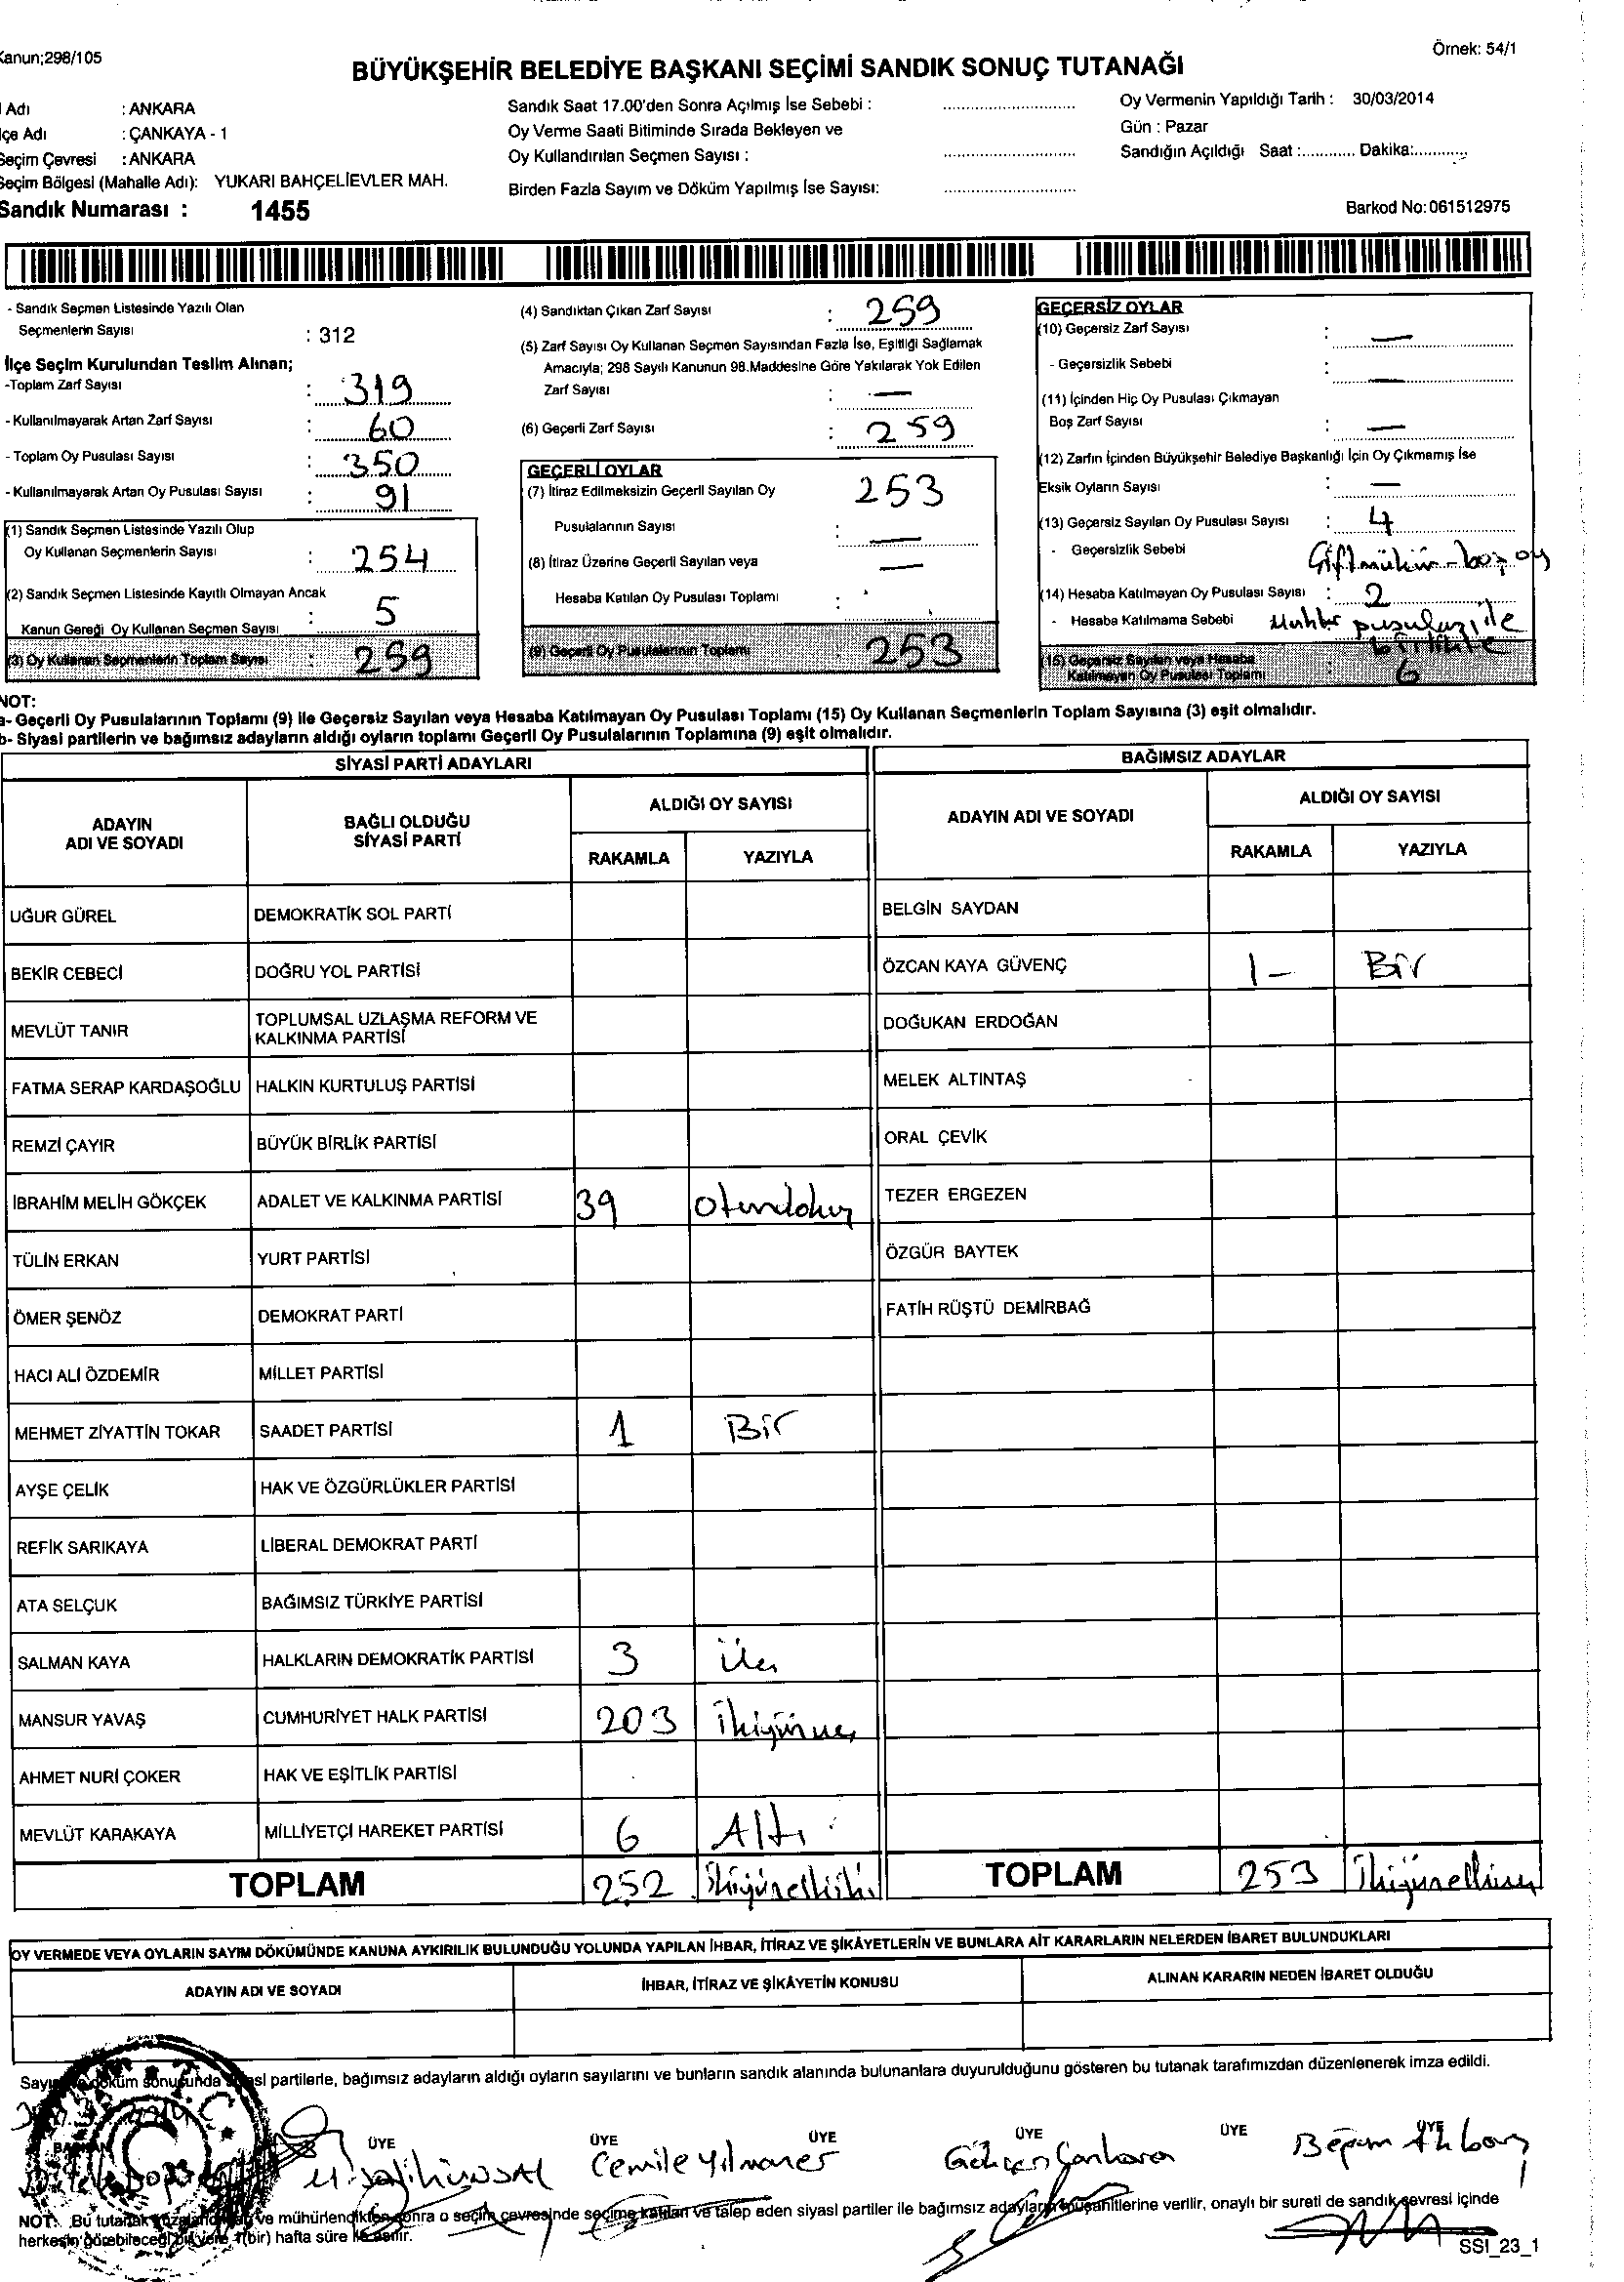 Kanun;298/105
Örnek: 54/1
BÜYÜKŞEHİR BELEDİYE BAŞKANI SEÇİMİ SANDIK SONUÇ TUTANAĞI
İl Adı : ANKARA
İlçe Adı : ÇANKAYA - 1
Seçim Çevresi : ANKARA
Seçim Bölgesi (Mahalle Adı): YUKARI BAHÇELİEVLER MAH.
Sandık Numarası : 1455
Sandık Saat 17.00'den Sonra Açılmış İse Sebebi :
Oy Verme Saati Bitiminde Sırada Bekleyen ve
Oy Kullandırılan Seçmen Sayısı :
Birden Fazla Sayım ve Döküm Yapılmış İse Sayısı:
Oy Vermenin Yapıldığı Tarih : 30/03/2014
Gün : Pazar
Sandığın Açıldığı Saat :........... Dakika:...........
Barkod No: 061512975
- Sandık Seçmen Listesinde Yazılı Olan
Seçmenlerin Sayısı : 312
İlçe Seçim Kurulundan Teslim Alınan;
-Toplam Zarf Sayısı : 319
- Kullanılmayarak Artan Zarf Sayısı : 60
- Toplam Oy Pusulası Sayısı : 350
- Kullanılmayarak Artan Oy Pusulası Sayısı : 91
(1) Sandık Seçmen Listesinde Yazılı Olup
Oy Kullanan Seçmenlerin Sayısı : 254
(2) Sandık Seçmen Listesinde Kayıtlı Olmayan Ancak
Kanun Gereği Oy Kullanan Seçmen Sayısı : 5
(3) Oy Kullanan Seçmenlerin Toplam Sayısı : 259
(4) Sandıktan Çıkan Zarf Sayısı : 259
(5) Zarf Sayısı Oy Kullanan Seçmen Sayısından Fazla İse, Eşitliği Sağlamak
Amacıyla; 298 Sayılı Kanunun 98.Maddesine Göre Yakılarak Yok Edilen
Zarf Sayısı : —
(6) Geçerli Zarf Sayısı : 259
GEÇERLİ OYLAR
(7) İtiraz Edilmeksizin Geçerli Sayılan Oy 253
Pusulalarının Sayısı : —
(8) İtiraz Üzerine Geçerli Sayılan veya —
Hesaba Katılan Oy Pusulası Toplamı :
(9) Geçerli Oy Pusulalarının Toplamı : 253
GEÇERSİZ OYLAR
(10) Geçersiz Zarf Sayısı : —
- Geçersizlik Sebebi : —
(11) İçinden Hiç Oy Pusulası Çıkmayan
Boş Zarf Sayısı : —
(12) Zarfın İçinden Büyükşehir Belediye Başkanlığı İçin Oy Çıkmamış İse
Eksik Oyların Sayısı : —
(13) Geçersiz Sayılan Oy Pusulası Sayısı : 4
- Geçersizlik Sebebi Çift mühür - boş oy
(14) Hesaba Katılmayan Oy Pusulası Sayısı : 2
- Hesaba Katılmama Sebebi Muhtar pusulası ile
birlikte
(15) Geçersiz Sayılan veya Hesaba
Katılmayan Oy Pusulası Toplamı : 6
NOT:
a- Geçerli Oy Pusulalarının Toplamı (9) ile Geçersiz Sayılan veya Hesaba Katılmayan Oy Pusulası Toplamı (15) Oy Kullanan Seçmenlerin Toplam Sayısına (3) eşit olmalıdır.
b- Siyasi partilerin ve bağımsız adayların aldığı oyların toplamı Geçerli Oy Pusulalarının Toplamına (9) eşit olmalıdır.
SİYASİ PARTİ ADAYLARI
ADAYIN ADI VE SOYADI BAĞLI OLDUĞU SİYASİ PARTİ ALDIĞI OY SAYISI
RAKAMLA YAZIYLA
UĞUR GÜREL DEMOKRATİK SOL PARTİ
BEKİR CEBECİ DOĞRU YOL PARTİSİ
MEVLÜT TANIR TOPLUMSAL UZLAŞMA REFORM VE KALKINMA PARTİSİ
FATMA SERAP KARDAŞOĞLU HALKIN KURTULUŞ PARTİSİ
REMZİ ÇAYIR BÜYÜK BİRLİK PARTİSİ
İBRAHİM MELİH GÖKÇEK ADALET VE KALKINMA PARTİSİ 39 Otuzdokuz
TÜLİN ERKAN YURT PARTİSİ
ÖMER ŞENÖZ DEMOKRAT PARTİ
HACI ALİ ÖZDEMİR MİLLET PARTİSİ
MEHMET ZİYATTİN TOKAR SAADET PARTİSİ 1 Bir
AYŞE ÇELİK HAK VE ÖZGÜRLÜKLER PARTİSİ
REFİK SARIKAYA LİBERAL DEMOKRAT PARTİ
ATA SELÇUK BAĞIMSIZ TÜRKİYE PARTİSİ
SALMAN KAYA HALKLARIN DEMOKRATİK PARTİSİ 3 Üç
MANSUR YAVAŞ CUMHURİYET HALK PARTİSİ 203 ikiyüzüç
AHMET NURİ ÇOKER HAK VE EŞİTLİK PARTİSİ
MEVLÜT KARAKAYA MİLLİYETÇİ HAREKET PARTİSİ 6 Altı
TOPLAM 252 ikiyüzelliiki
BAĞIMSIZ ADAYLAR
ADAYIN ADI VE SOYADI ALDIĞI OY SAYISI
RAKAMLA YAZIYLA
BELGİN SAYDAN
ÖZCAN KAYA GÜVENÇ 1- Bir
DOĞUKAN ERDOĞAN
MELEK ALTINTAŞ
ORAL ÇEVİK
TEZER ERGEZEN
ÖZGÜR BAYTEK
FATİH RÜŞTÜ DEMİRBAĞ
TOPLAM 253 ikiyüzelliüç
OY VERMEDE VEYA OYLARIN SAYIM DÖKÜMÜNDE KANUNA AYKIRILIK BULUNDUĞU YOLUNDA YAPILAN İHBAR, İTİRAZ VE ŞİKÂYETLERİN VE BUNLARA AİT KARARLARIN NELERDEN İBARET BULUNDUKLARI
ADAYIN ADI VE SOYADI İHBAR, İTİRAZ VE ŞİKÂYETİN KONUSU ALINAN KARARIN NEDEN İBARET OLDUĞU
Sayım döküm sonucunda siyasi partilerle, bağımsız adayların aldığı oyların sayılarını ve bunların sandık alanında bulunanlara duyurulduğunu gösteren bu tutanak tarafımızdan düzenlenerek imza edildi.
BAŞKAN ÜYE ÜYE ÜYE ÜYE ÜYE ÜYE
Cemile Yılmaner Gökçen Çankara Begüm
NOT: Bu tutanak imzalandıktan ve mühürlendikten sonra o seçim çevresinde seçime katılan ve talep eden siyasi partiler ile bağımsız adayların müşahitlerine verilir, onaylı bir sureti de sandık çevresi içinde
herkesin görebileceği bir yere 1(bir) hafta süre ile asılır.
SSI_23_1